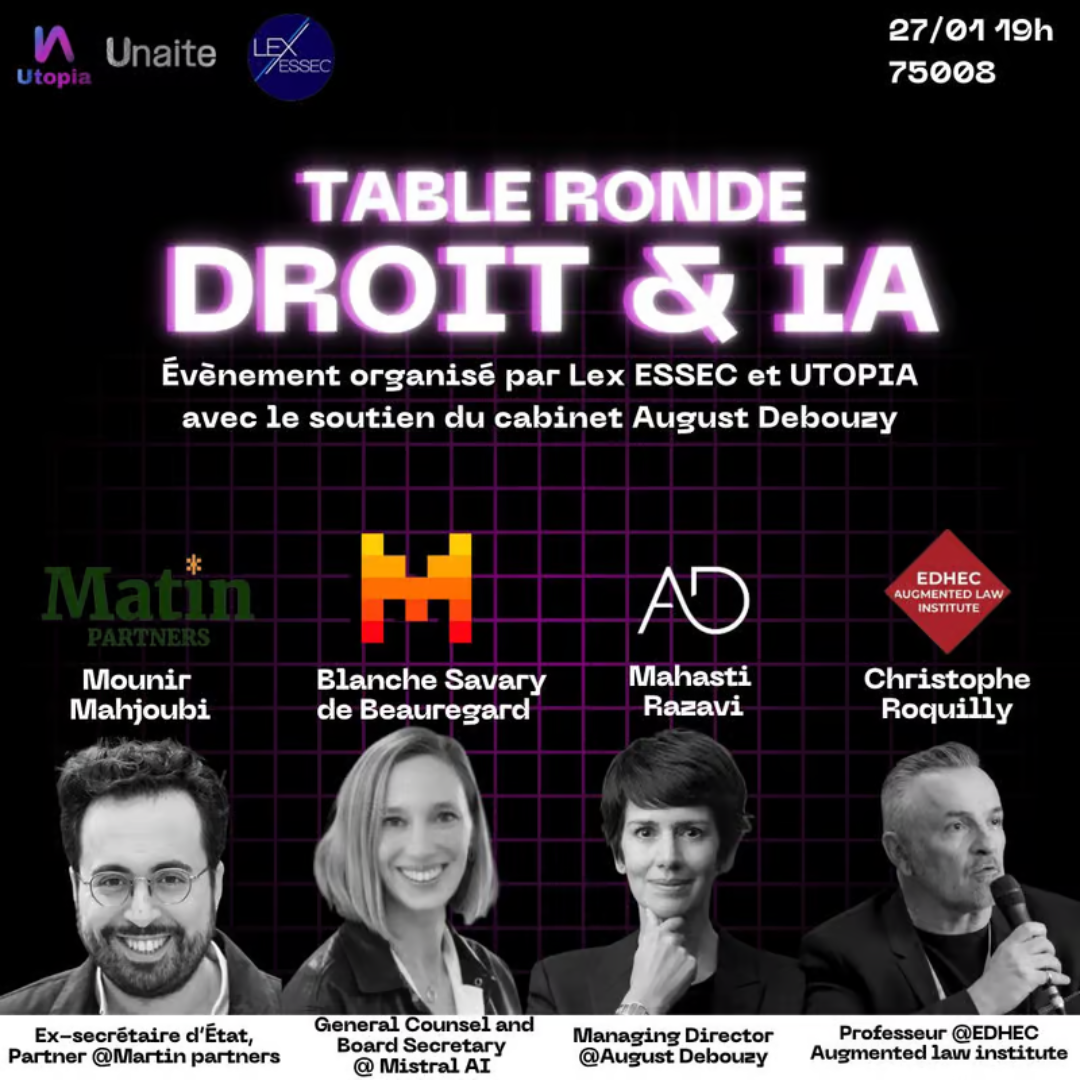 Utopia
Unaite
LEX
ESSEC
27/01 19h
75008
TABLE RONDE
DROIT & IA
Évènement organisé par Lex ESSEC et UTOPIA
avec le soutien du cabinet August Debouzy
Matin
PARTNERS
AD
EDHEC
AUGMENTED LAW
INSTITUTE
Mounir
Mahjoubi
Blanche Savary
de Beauregard
Mahasti
Razavi
Christophe
Roquilly
Ex-secrétaire d'État,
Partner @Martin partners
General Counsel and
Board Secretary
@ Mistral AI
Managing Director
@August Debouzy
Professeur @EDHEC
Augmented law institute